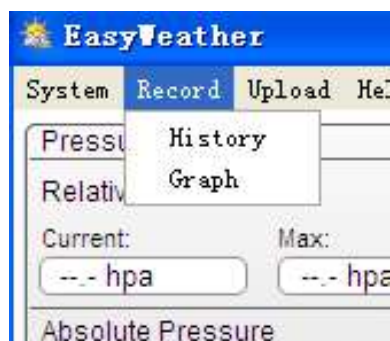 EasyWeather
System Record Upload Hel
Pressu
History
Relativ
Graph
Current: Max:
--.- hpa --.- hpa
Absolute Pressure